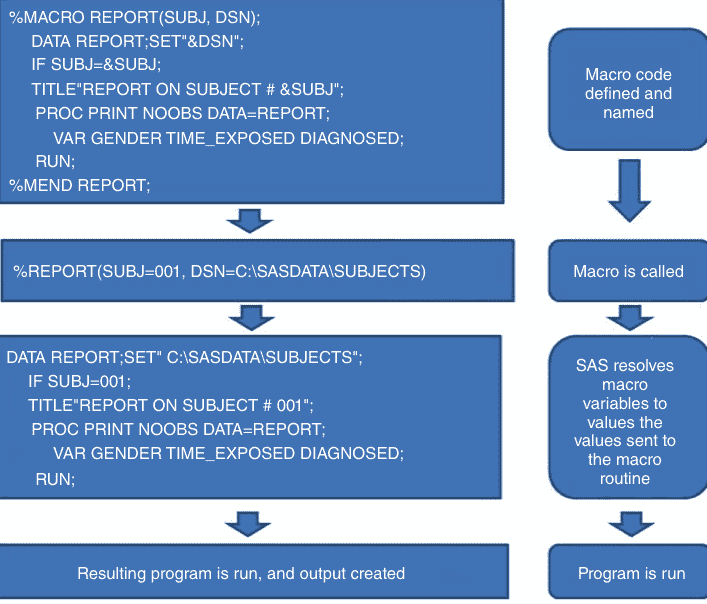 %MACRO REPORT(SUBJ, DSN);
DATA REPORT;SET"&DSN";
IF SUBJ=&SUBJ;
TITLE"REPORT ON SUBJECT # &SUBJ";
PROC PRINT NOOBS DATA=REPORT;
VAR GENDER TIME_EXPOSED DIAGNOSED;
RUN;
%MEND REPORT;
Macro code
defined and
named
%REPORT(SUBJ=001, DSN=C:\SASDATA\SUBJECTS)
Macro is called
DATA REPORT;SET" C:\SASDATA\SUBJECTS";
IF SUBJ=001;
TITLE"REPORT ON SUBJECT # 001";
PROC PRINT NOOBS DATA=REPORT;
VAR GENDER TIME_EXPOSED DIAGNOSED;
RUN;
SAS resolves
macro
variables to
values the
values sent to
the macro
routine
Resulting program is run, and output created
Program is run